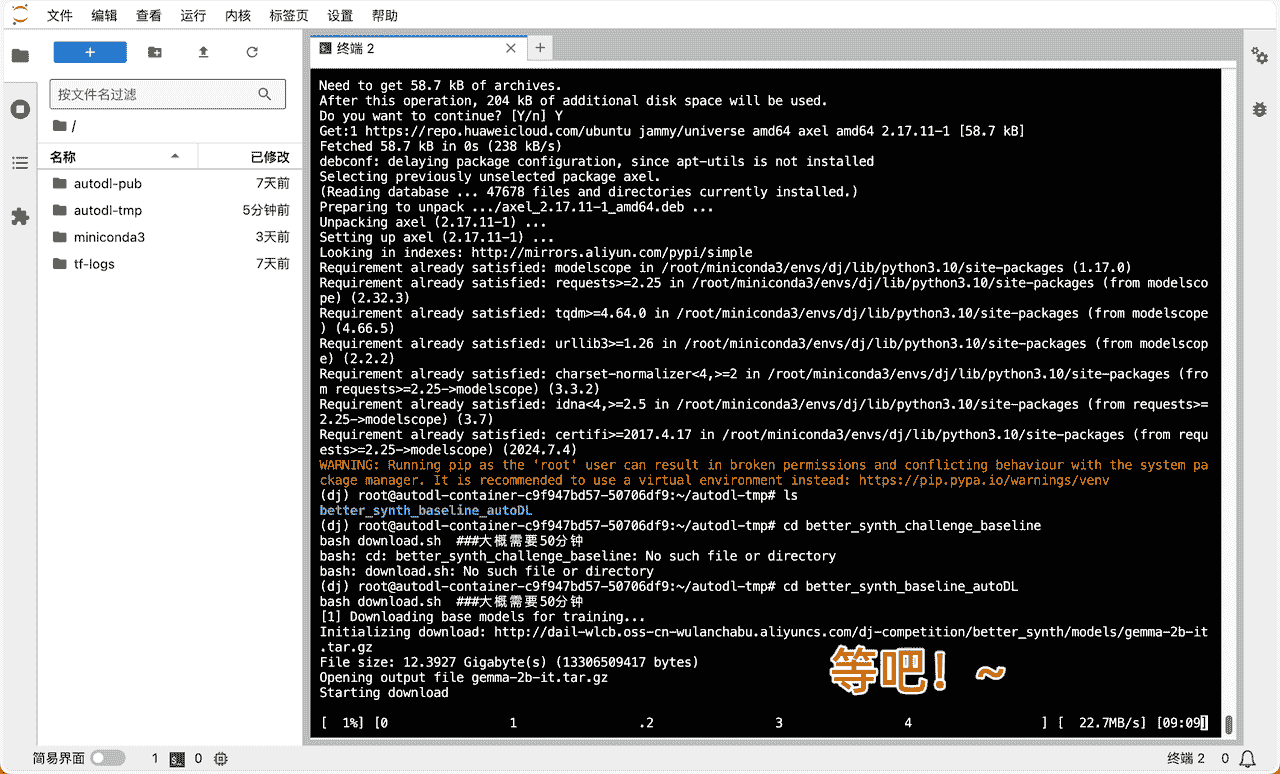 文件 编辑 查看 运行 内核 标签页 设置 帮助
+
按文件名过滤
/
名称 已修改
autodl-pub 7天前
autodl-tmp 5分钟前
miniconda3 3天前
tf-logs 7天前
终端 2
Need to get 58.7 kB of archives.
After this operation, 204 kB of additional disk space will be used.
Do you want to continue? [Y/n] Y
Get:1 https://repo.huaweicloud.com/ubuntu jammy/universe amd64 axel amd64 2.17.11-1 [58.7 kB]
Fetched 58.7 kB in 0s (238 kB/s)
debconf: delaying package configuration, since apt-utils is not installed
Selecting previously unselected package axel.
(Reading database ... 47678 files and directories currently installed.)
Preparing to unpack .../axel_2.17.11-1_amd64.deb ...
Unpacking axel (2.17.11-1) ...
Setting up axel (2.17.11-1) ...
Looking in indexes: http://mirrors.aliyun.com/pypi/simple
Requirement already satisfied: modelscope in /root/miniconda3/envs/dj/lib/python3.10/site-packages (1.17.0)
Requirement already satisfied: requests>=2.25 in /root/miniconda3/envs/dj/lib/python3.10/site-packages (from modelsco
pe) (2.32.3)
Requirement already satisfied: tqdm>=4.64.0 in /root/miniconda3/envs/dj/lib/python3.10/site-packages (from modelscope
) (4.66.5)
Requirement already satisfied: urllib3>=1.26 in /root/miniconda3/envs/dj/lib/python3.10/site-packages (from modelscop
e) (2.2.2)
Requirement already satisfied: charset-normalizer<4,>=2 in /root/miniconda3/envs/dj/lib/python3.10/site-packages (fro
m requests>=2.25->modelscope) (3.3.2)
Requirement already satisfied: idna<4,>=2.5 in /root/miniconda3/envs/dj/lib/python3.10/site-packages (from requests>=
2.25->modelscope) (3.7)
Requirement already satisfied: certifi>=2017.4.17 in /root/miniconda3/envs/dj/lib/python3.10/site-packages (from requ
ests>=2.25->modelscope) (2024.7.4)
WARNING: Running pip as the 'root' user can result in broken permissions and conflicting behaviour with the system pa
ckage manager. It is recommended to use a virtual environment instead: https://pip.pypa.io/warnings/venv
(dj) root@autodl-container-c9f947bd57-50706df9:~/autodl-tmp# ls
better_synth_baseline_autoDL
(dj) root@autodl-container-c9f947bd57-50706df9:~/autodl-tmp# cd better_synth_challenge_baseline
bash download.sh ###大概需要50分钟
bash: cd: better_synth_challenge_baseline: No such file or directory
bash: download.sh: No such file or directory
(dj) root@autodl-container-c9f947bd57-50706df9:~/autodl-tmp# cd better_synth_baseline_autoDL
bash download.sh ###大概需要50分钟
[1] Downloading base models for training...
Initializing download: http://dail-wlcb.oss-cn-wulanchabu.aliyuncs.com/dj-competition/better_synth/models/gemma-2b-it
.tar.gz
File size: 12.3927 Gigabyte(s) (13306509417 bytes)
Opening output file gemma-2b-it.tar.gz
Starting download
等吧！~
[ 1%] [0 1 .2 3 4 ] [ 22.7MB/s] [09:09]
简易界面 1 0 终端 2 0